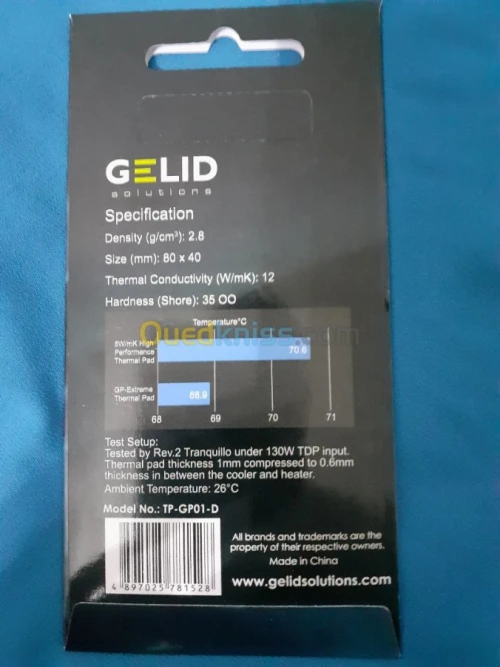 GELID
solutions
Specification
Density (g/cm³): 2.8
Size (mm): 80 x 40
Thermal Conductivity (W/mK): 12
Hardness (Shore): 35 OO
Temperature°C
6W/mK High
Performance
Thermal Pad
70.6
GP-Extreme
Thermal Pad
68.9
68 69 70 71
Ouedkniss.com
Test Setup:
Tested by Rev.2 Tranquillo under 130W TDP input.
Thermal pad thickness 1mm compressed to 0.6mm
thickness in between the cooler and heater.
Ambient Temperature: 26°C
Model No.: TP-GP01-D
4 897025 781528
All brands and trademarks are the
property of their respective owners.
Made in China
www.gelidsolutions.com